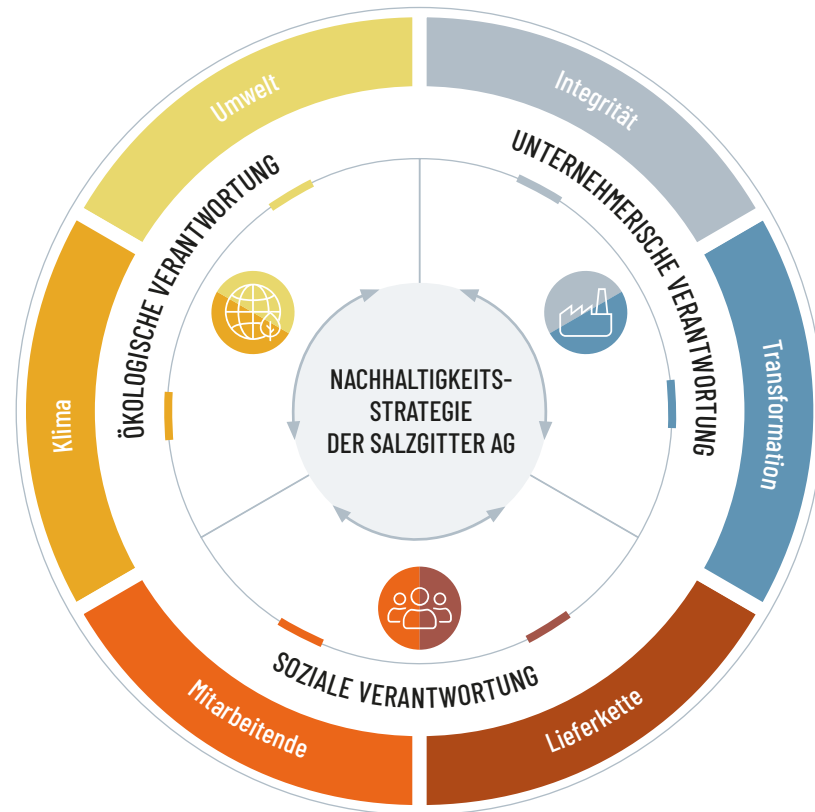 Umwelt
Integrität
ÖKOLOGISCHE VERANTWORTUNG
UNTERNEHMERISCHE VERANTWORTUNG
Klima
Transformation
NACHHALTIGKEITS-
STRATEGIE
DER SALZGITTER AG
SOZIALE VERANTWORTUNG
Mitarbeitende
Lieferkette